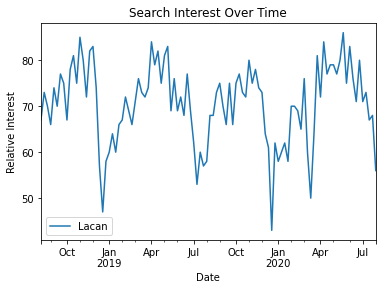 Search Interest Over Time
Relative Interest
80
70
60
50
Lacan
Oct
Jan
2019
Apr
Jul
Oct
Jan
2020
Apr
Jul
Date